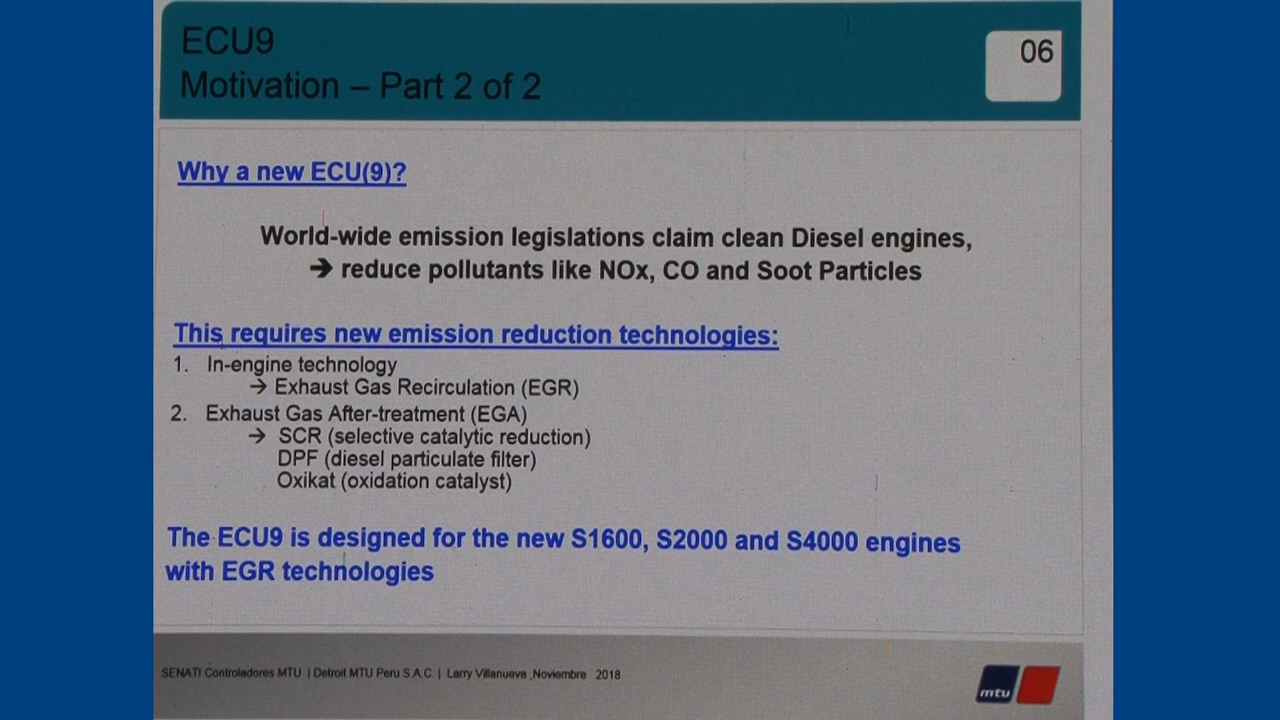 ECU9
06
Motivation – Part 2 of 2
Why a new ECU(9)?
World-wide emission legislations claim clean Diesel engines,
➔ reduce pollutants like NOx, CO and Soot Particles
This requires new emission reduction technologies:
1. In-engine technology
→ Exhaust Gas Recirculation (EGR)
2. Exhaust Gas After-treatment (EGA)
→ SCR (selective catalytic reduction)
DPF (diesel particulate filter)
Oxikat (oxidation catalyst)
The ECU9 is designed for the new S1600, S2000 and S4000 engines
with EGR technologies
SENATI Controladores MTU | Detroit MTU Peru S.A.C. | Larry Villanueva ,Noviembre 2018
mtu